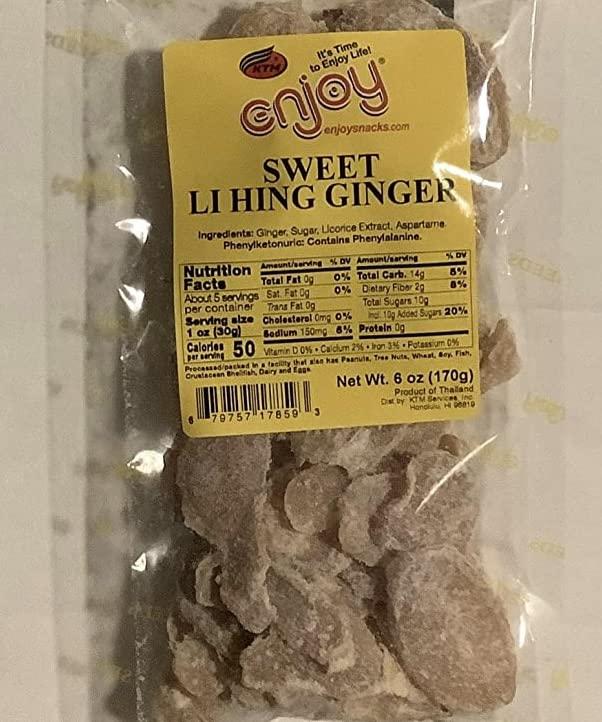 It's Time
to Enjoy Life!
KTM
enjoy®
enjoysnacks.com
SWEET
LI HING GINGER
Ingredients: Ginger, Sugar, Licorice Extract, Aspartame.
Phenylketonuric: Contains Phenylalanine.
Nutrition Facts
About 5 servings per container
Serving size
1 oz (30g)
Calories 50
per serving
Amount/serving % DV
Total Fat 0g 0%
Sat. Fat 0g 0%
Trans Fat 0g
Cholesterol 0mg 0%
Sodium 150mg 6%
Amount/serving % DV
Total Carb. 14g 5%
Dietary Fiber 2g 8%
Total Sugars 10g
Incl. 10g Added Sugars 20%
Protein 0g
Vitamin D 0% • Calcium 2% • Iron 3% • Potassium 0%
Processed/packed in a facility that also has Peanuts, Tree Nuts, Wheat, Soy, Fish,
Crustacean Shellfish, Dairy and Eggs.
Net Wt. 6 oz (170g)
Product of Thailand
Dist by KTM Services Inc.
Honolulu, HI 96819
6 79757 17859 3